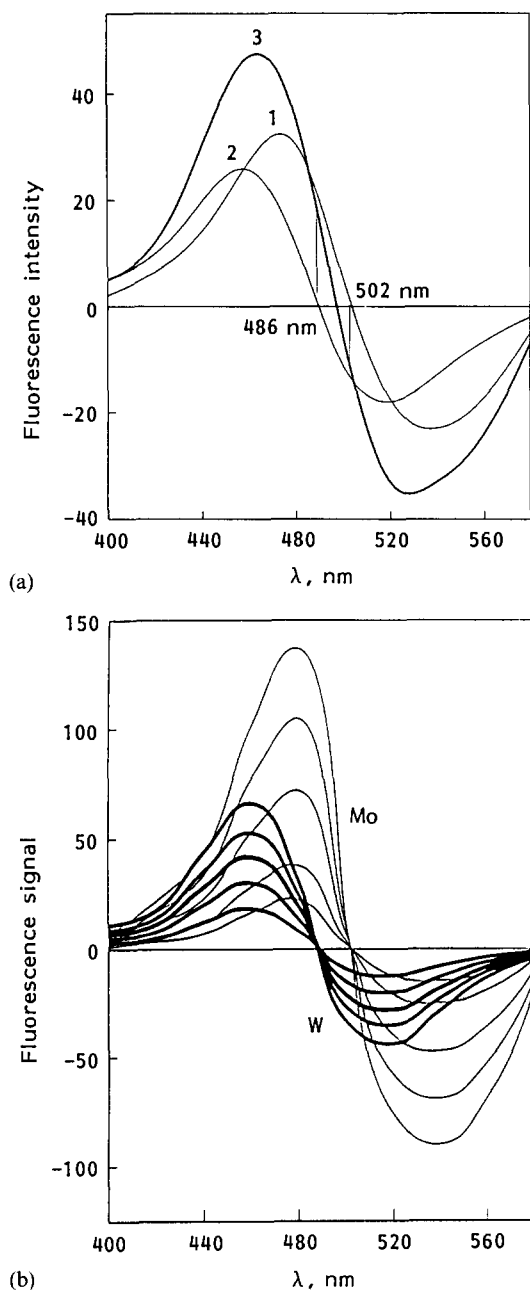 3
40
1
2
20
502 nm
0
486 nm
-20
-40
400 440 480 520 560
Fluorescence intensity
λ, nm
(a)
150
100
Mo
50
0
W
-50
-100
400 440 480 520 560
Fluorescence signal
λ, nm
(b)